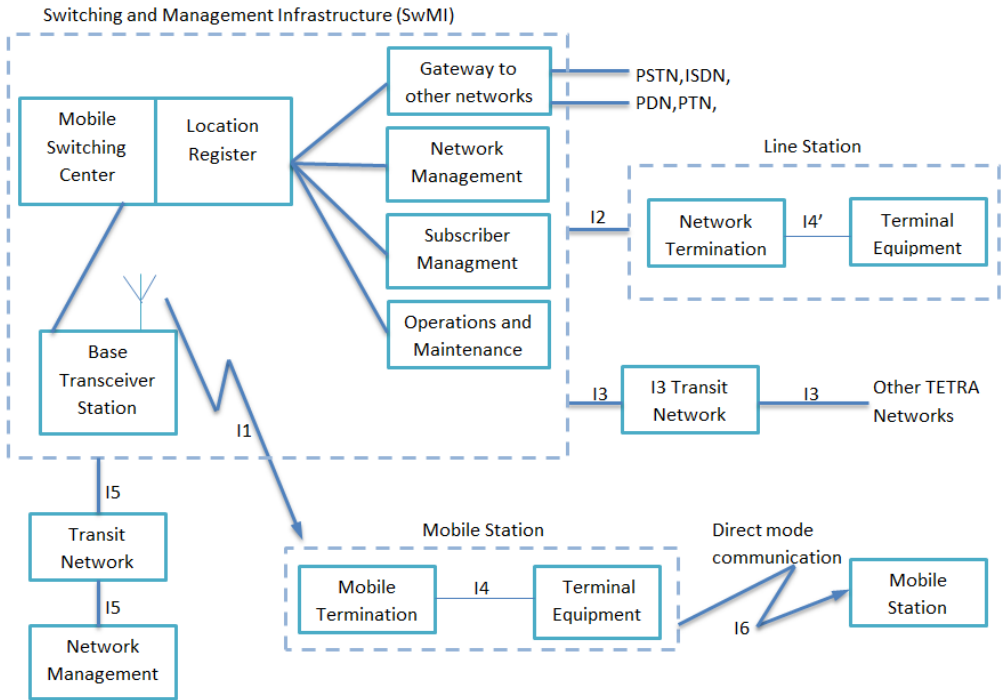 Switching and Management Infrastructure (SwMI)
Gateway to
other networks
PSTN,ISDN,
PDN,PTN,
Mobile
Switching
Center
Location
Register
Network
Management
Line Station
I2
Network
Termination
I4’
Terminal
Equipment
Subscriber
Managment
Operations and
Maintenance
Base
Transceiver
Station
I1
I3
I3 Transit
Network
I3
Other TETRA
Networks
I5
Transit
Network
I5
Network
Management
Mobile Station
Mobile
Termination
I4
Terminal
Equipment
Direct mode
communication
I6
Mobile
Station